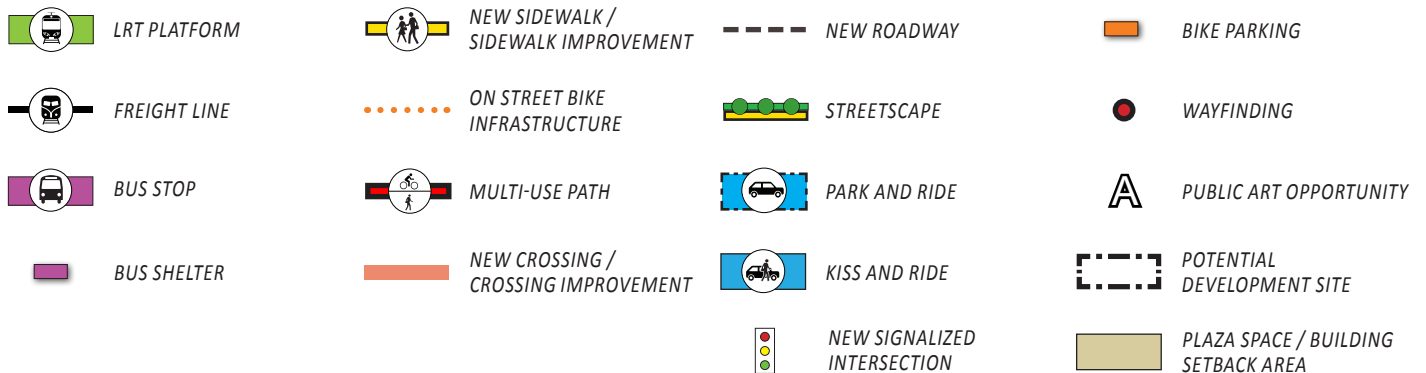 LRT PLATFORM
FREIGHT LINE
BUS STOP
BUS SHELTER
NEW SIDEWALK /
SIDEWALK IMPROVEMENT
ON STREET BIKE
INFRASTRUCTURE
MULTI-USE PATH
NEW CROSSING /
CROSSING IMPROVEMENT
NEW ROADWAY
STREETSCAPE
PARK AND RIDE
KISS AND RIDE
NEW SIGNALIZED
INTERSECTION
BIKE PARKING
WAYFINDING
A
PUBLIC ART OPPORTUNITY
POTENTIAL
DEVELOPMENT SITE
PLAZA SPACE / BUILDING
SETBACK AREA